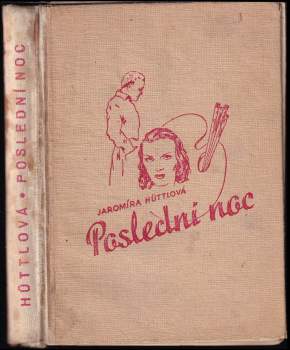 HÜTTLOVÁ • POSLEDNÍ NOC
JAROMÍRA HÜTTLOVÁ
Poslední noc